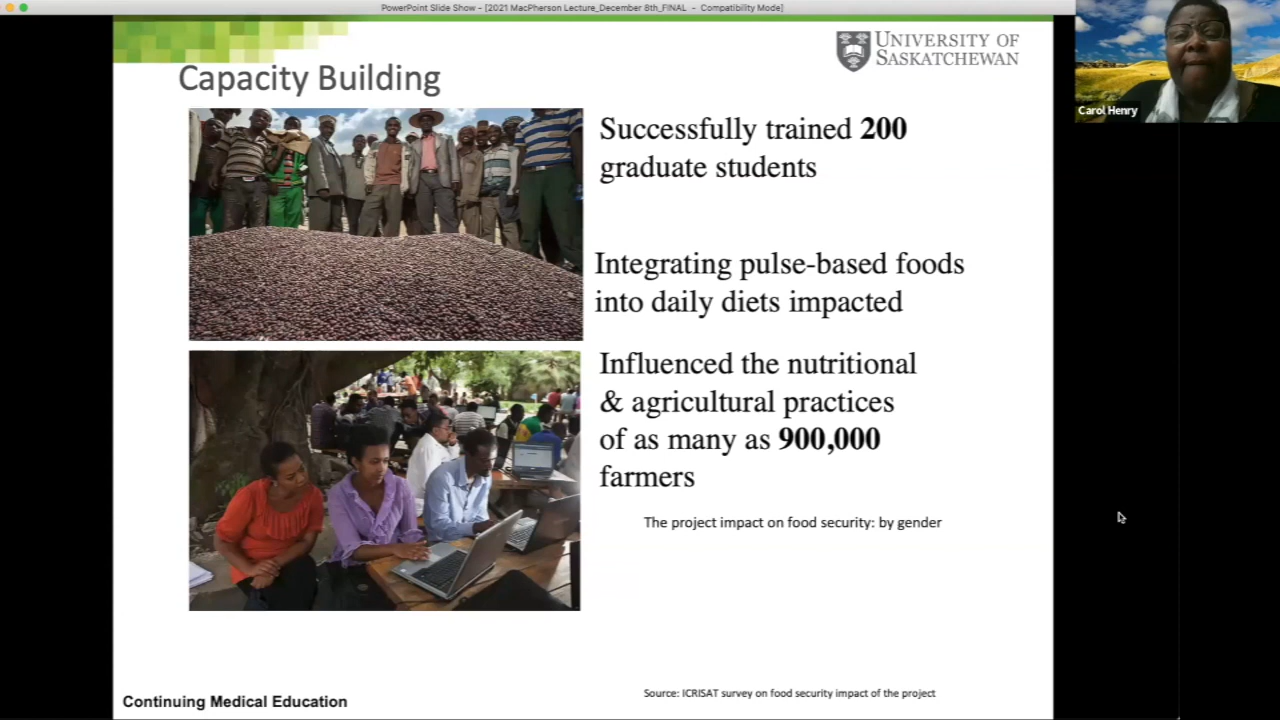 PowerPoint Slide Show - [2021 MacPherson Lecture_December 8th_FINAL - Compatibility Mode]
UNIVERSITY OF
SASKATCHEWAN
Carol Henry
Capacity Building
Successfully trained 200
graduate students
Integrating pulse-based foods
into daily diets impacted
Influenced the nutritional
& agricultural practices
of as many as 900,000
farmers
The project impact on food security: by gender
Source: ICRISAT survey on food security impact of the project
Continuing Medical Education